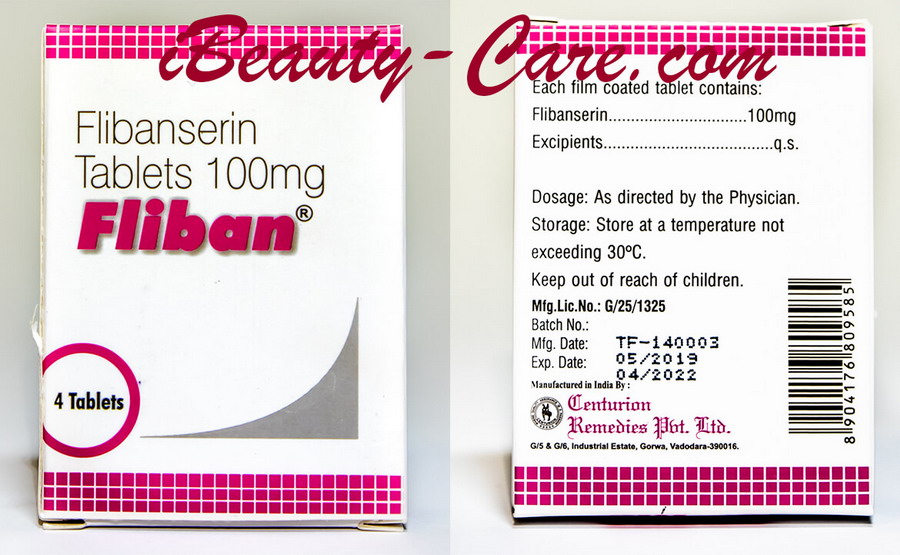 iBeauty-Care.com
Flibanserin
Tablets 100mg
Fliban®
4 Tablets
Each film coated tablet contains:
Flibanserin...............................100mg
Excipients......................................q.s.
Dosage: As directed by the Physician.
Storage: Store at a temperature not
exceeding 30ºC.
Keep out of reach of children.
Mfg.Lic.No.: G/25/1325
Batch No.: TF-140003
Mfg. Date: 05/2019
Exp. Date: 04/2022
Manufactured in India By :
Centurion
Remedies Pvt. Ltd.
G/5 & G/6, Industrial Estate, Gorwa, Vadodara-390016.
8904176809585